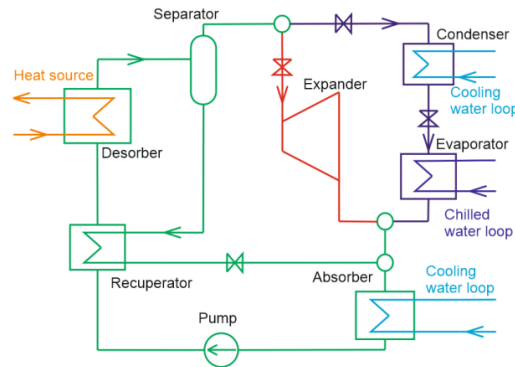 Separator
Condenser
Heat source
Expander
Cooling
water loop
Desorber
Evaporator
Chilled
water loop
Recuperator
Absorber
Cooling
water loop
Pump